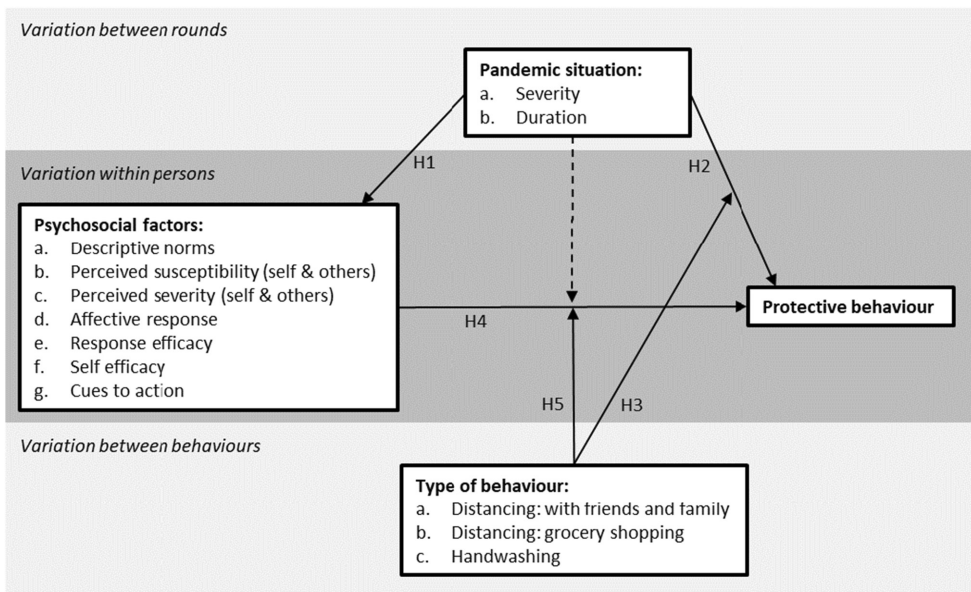 Variation between rounds
Pandemic situation:
a. Severity
b. Duration
H1
H2
Variation within persons
Psychosocial factors:
a. Descriptive norms
b. Perceived susceptibility (self & others)
c. Perceived severity (self & others)
d. Affective response
e. Response efficacy
f. Self efficacy
g. Cues to action
H4
Protective behaviour
H5
H3
Variation between behaviours
Type of behaviour:
a. Distancing: with friends and family
b. Distancing: grocery shopping
c. Handwashing